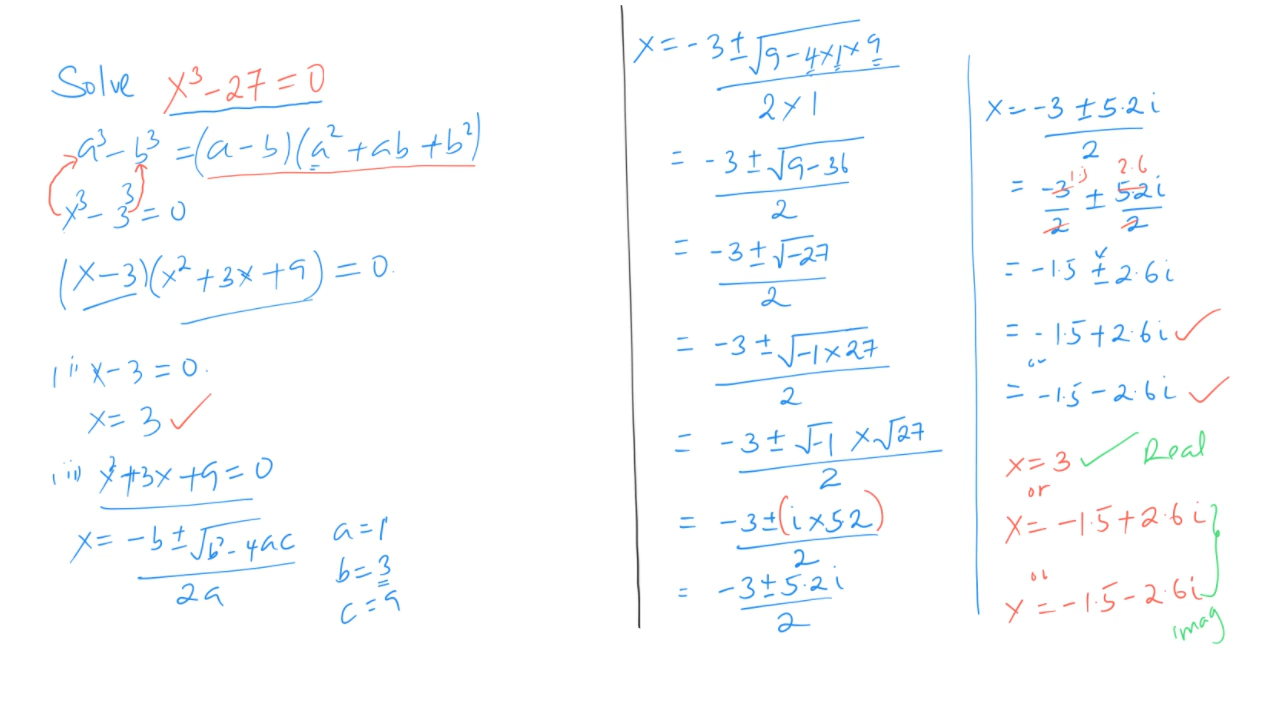 Solve x³ - 27 = 0
a³ - b³ = (a - b)(a² + ab + b²)
x³ - 3³ = 0
(x - 3)(x² + 3x + 9) = 0.
i) x - 3 = 0.
x = 3 ✓
ii) x² + 3x + 9 = 0
x = (-b ± √(b² - 4ac)) / 2a
a = 1
b = 3
c = 9
x = (-3 ± √(9 - 4×1×9)) / (2×1)
= (-3 ± √(9 - 36)) / 2
= (-3 ± √-27) / 2
= (-3 ± √(-1×27)) / 2
= (-3 ± √-1 × √27) / 2
= (-3 ± (i × 52)) / 2
= (-3 ± 5.2i) / 2
x = (-3 ± 5.2i) / 2
1.5 2.6
= -3/2 ± 5.2i/2
= -1.5 ± 2.6i
= -1.5 + 2.6i ✓
or
= -1.5 - 2.6i ✓
x = 3 ✓ Real
or
x = -1.5 + 2.6i
or
x = -1.5 - 2.6i
imag